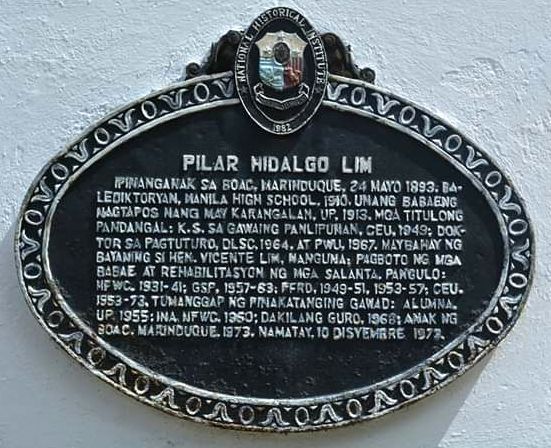 NATIONAL HISTORICAL INSTITUTE
1982
PILAR HIDALGO LIM
IPINANGANAK SA BOAC, MARINDUQUE, 24 MAYO 1893. BA-
LEDIKTORYAN, MANILA HIGH SCHOOL, 1910. UNANG BABAENG
NAGTAPOS NANG MAY KARANGALAN, UP, 1913. MGA TITULONG
PANDANGAL: K.S. SA GAWAING PANLIPUNAN, CEU, 1949; DOK-
TOR SA PAGTUTURO, DLSC, 1964, AT PWU, 1967. MAYBAHAY NG
BAYANING SI HEN. VICENTE LIM, NANGUNA; PAGBOTO NG MGA
BABAE AT REHABILITASYON NG MGA SALANTA, PANGULO:
NFWC, 1931-41; GSP, 1957-63; FFRD, 1949-51, 1953-57; CEU,
1953-73. TUMANGGAP NG PINAKATANGING GAWAD: ALUMNA,
UP, 1955; INA, NFWC, 1960; DAKILANG GURO, 1968; ANAK NG
BOAC, MARINDUQUE, 1973. NAMATAY, 10 DISYEMBRE 1973.